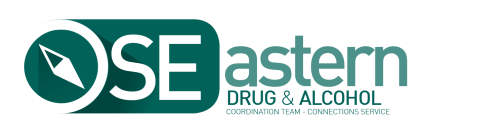 SEastern
DRUG & ALCOHOL
COORDINATION TEAM - CONNECTIONS SERVICE